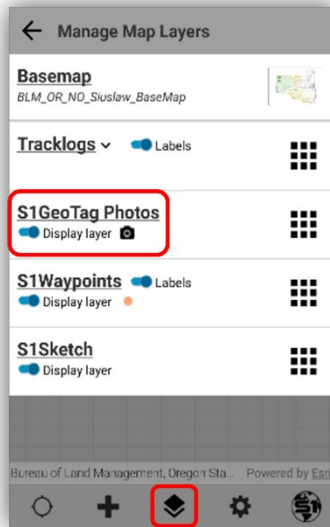 Manage Map Layers
Basemap
BLM_OR_NO_Siuslaw_BaseMap
Tracklogs Labels
S1GeoTag Photos
Display layer
S1Waypoints Labels
Display layer
S1Sketch
Display layer
Bureau of Land Management, Oregon Sta... Powered by Esri